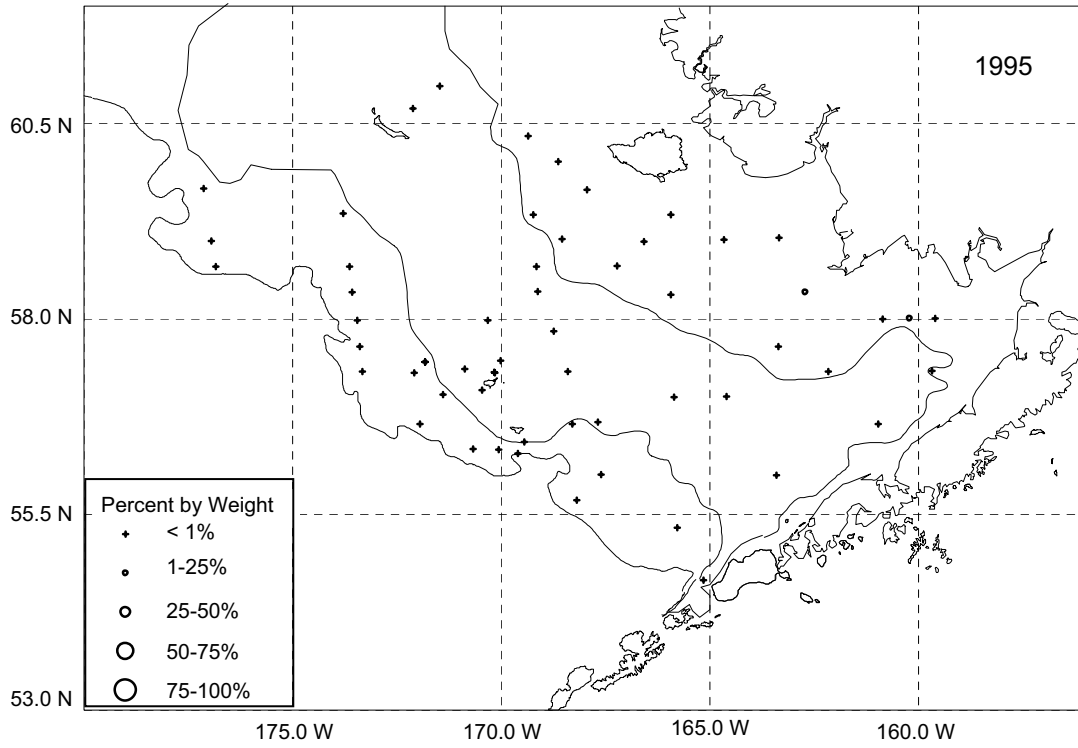 1995
60.5 N
58.0 N
55.5 N
53.0 N
Percent by Weight
< 1%
1-25%
25-50%
50-75%
75-100%
175.0 W
170.0 W
165.0 W
160.0 W